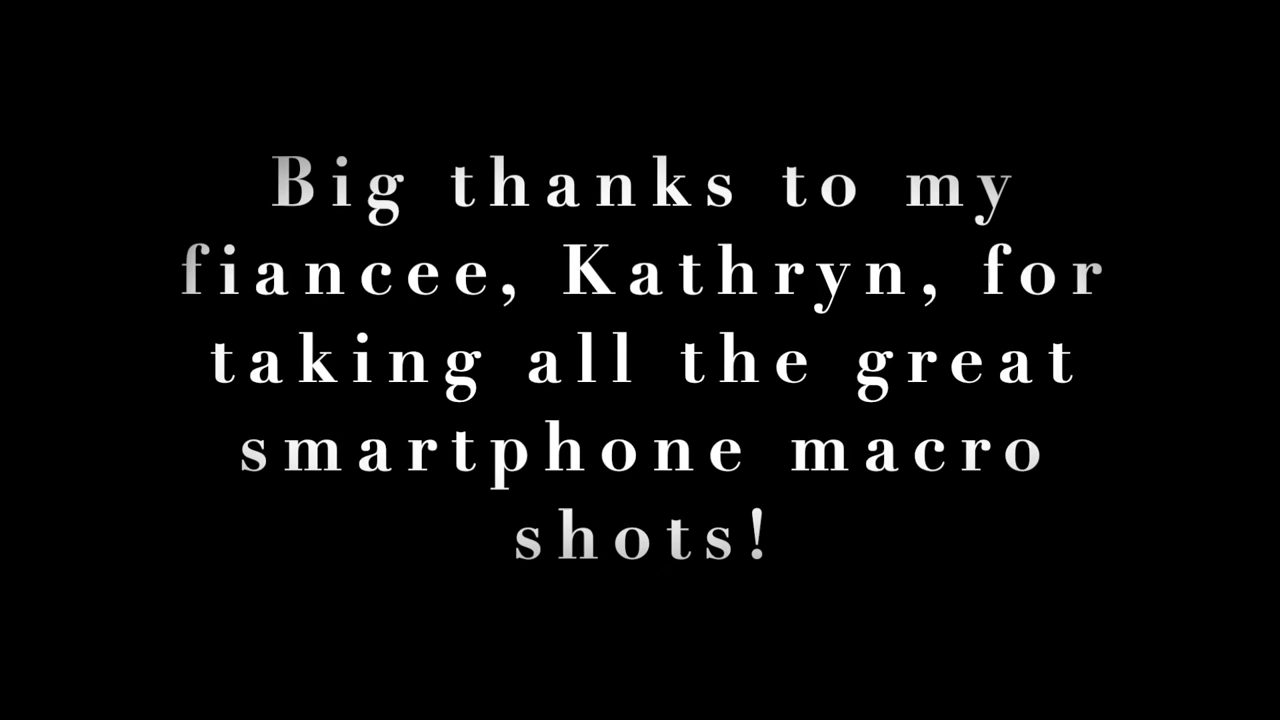 Big thanks to my
fiancee, Kathryn, for
taking all the great
smartphone macro
shots!